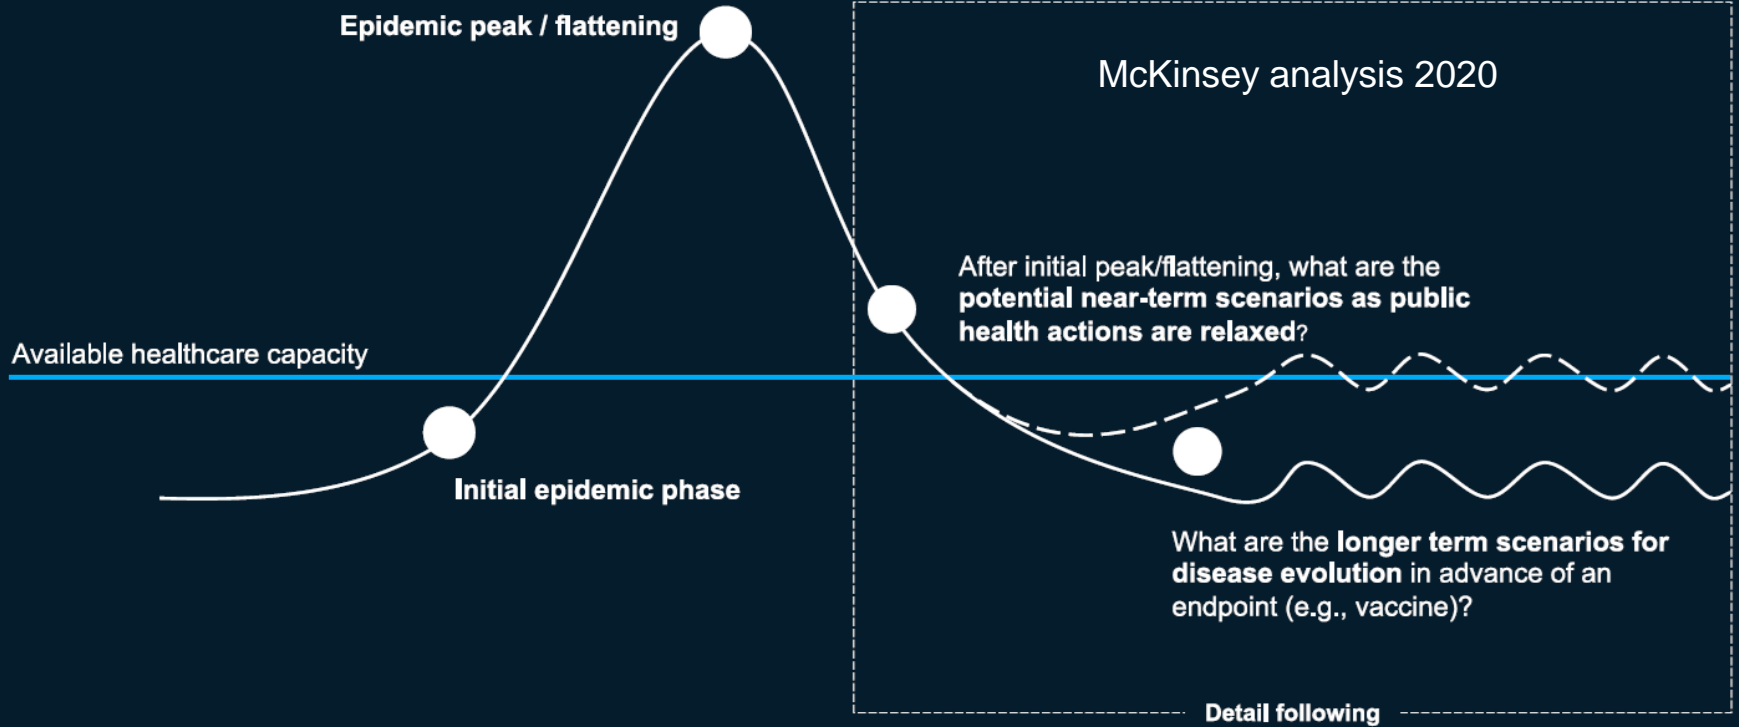 Epidemic peak / flattening
McKinsey analysis 2020
After initial peak/flattening, what are the
potential near-term scenarios as public
health actions are relaxed?
Available healthcare capacity
Initial epidemic phase
What are the longer term scenarios for
disease evolution in advance of an
endpoint (e.g., vaccine)?
Detail following